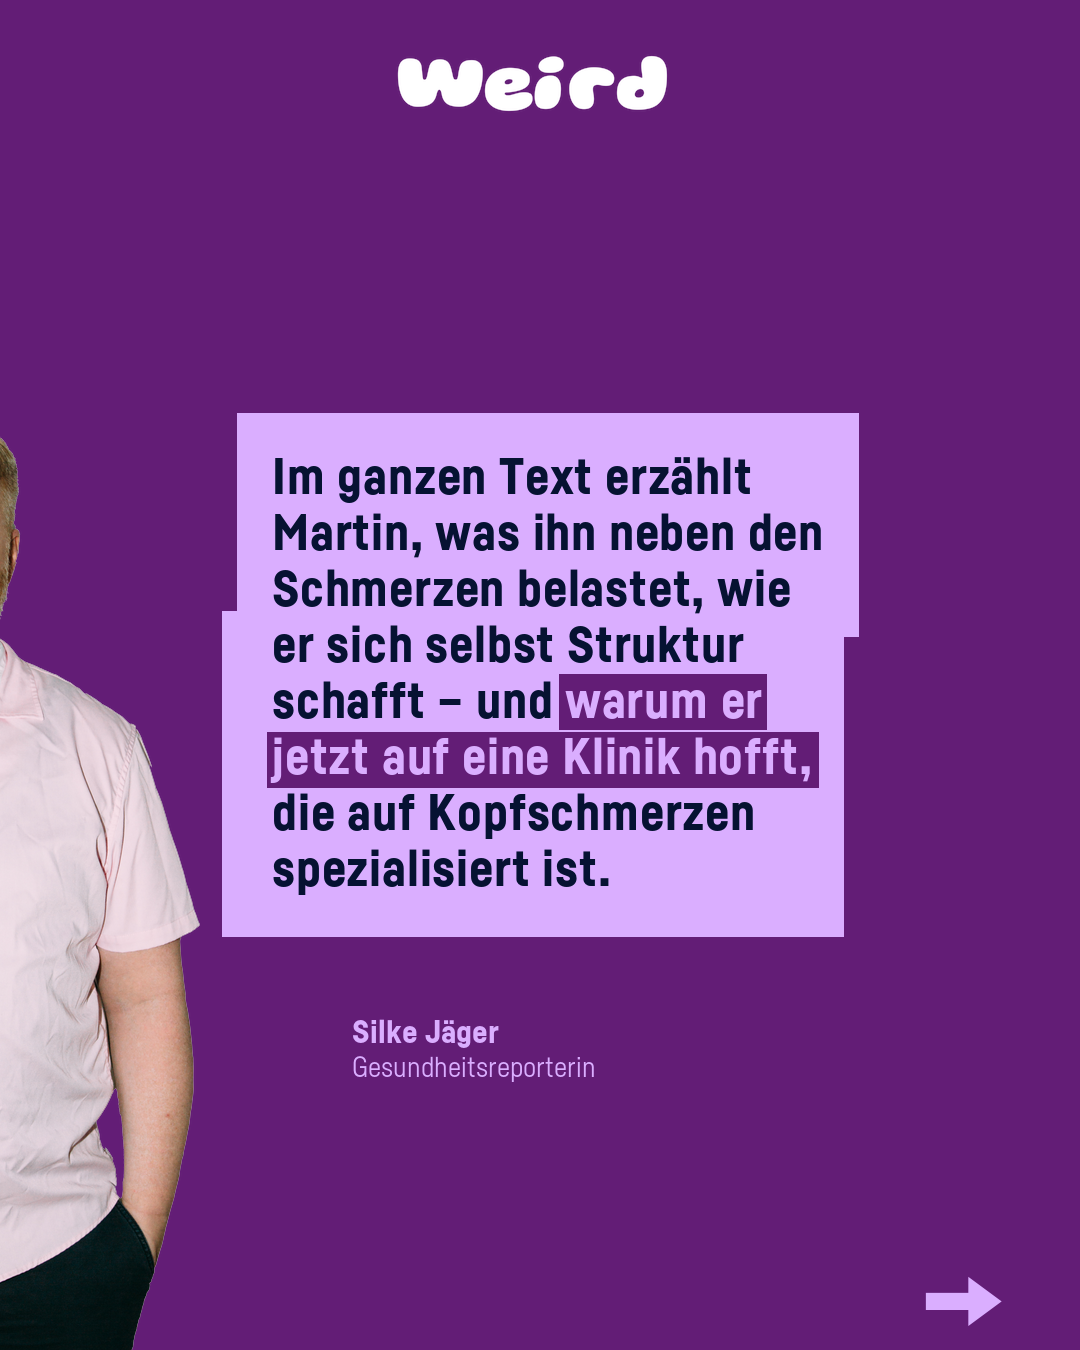 Weird
Im ganzen Text erzählt
Martin, was ihn neben den
Schmerzen belastet, wie
er sich selbst Struktur
schafft – und warum er
jetzt auf eine Klinik hofft,
die auf Kopfschmerzen
spezialisiert ist.
Silke Jäger
Gesundheitsreporterin